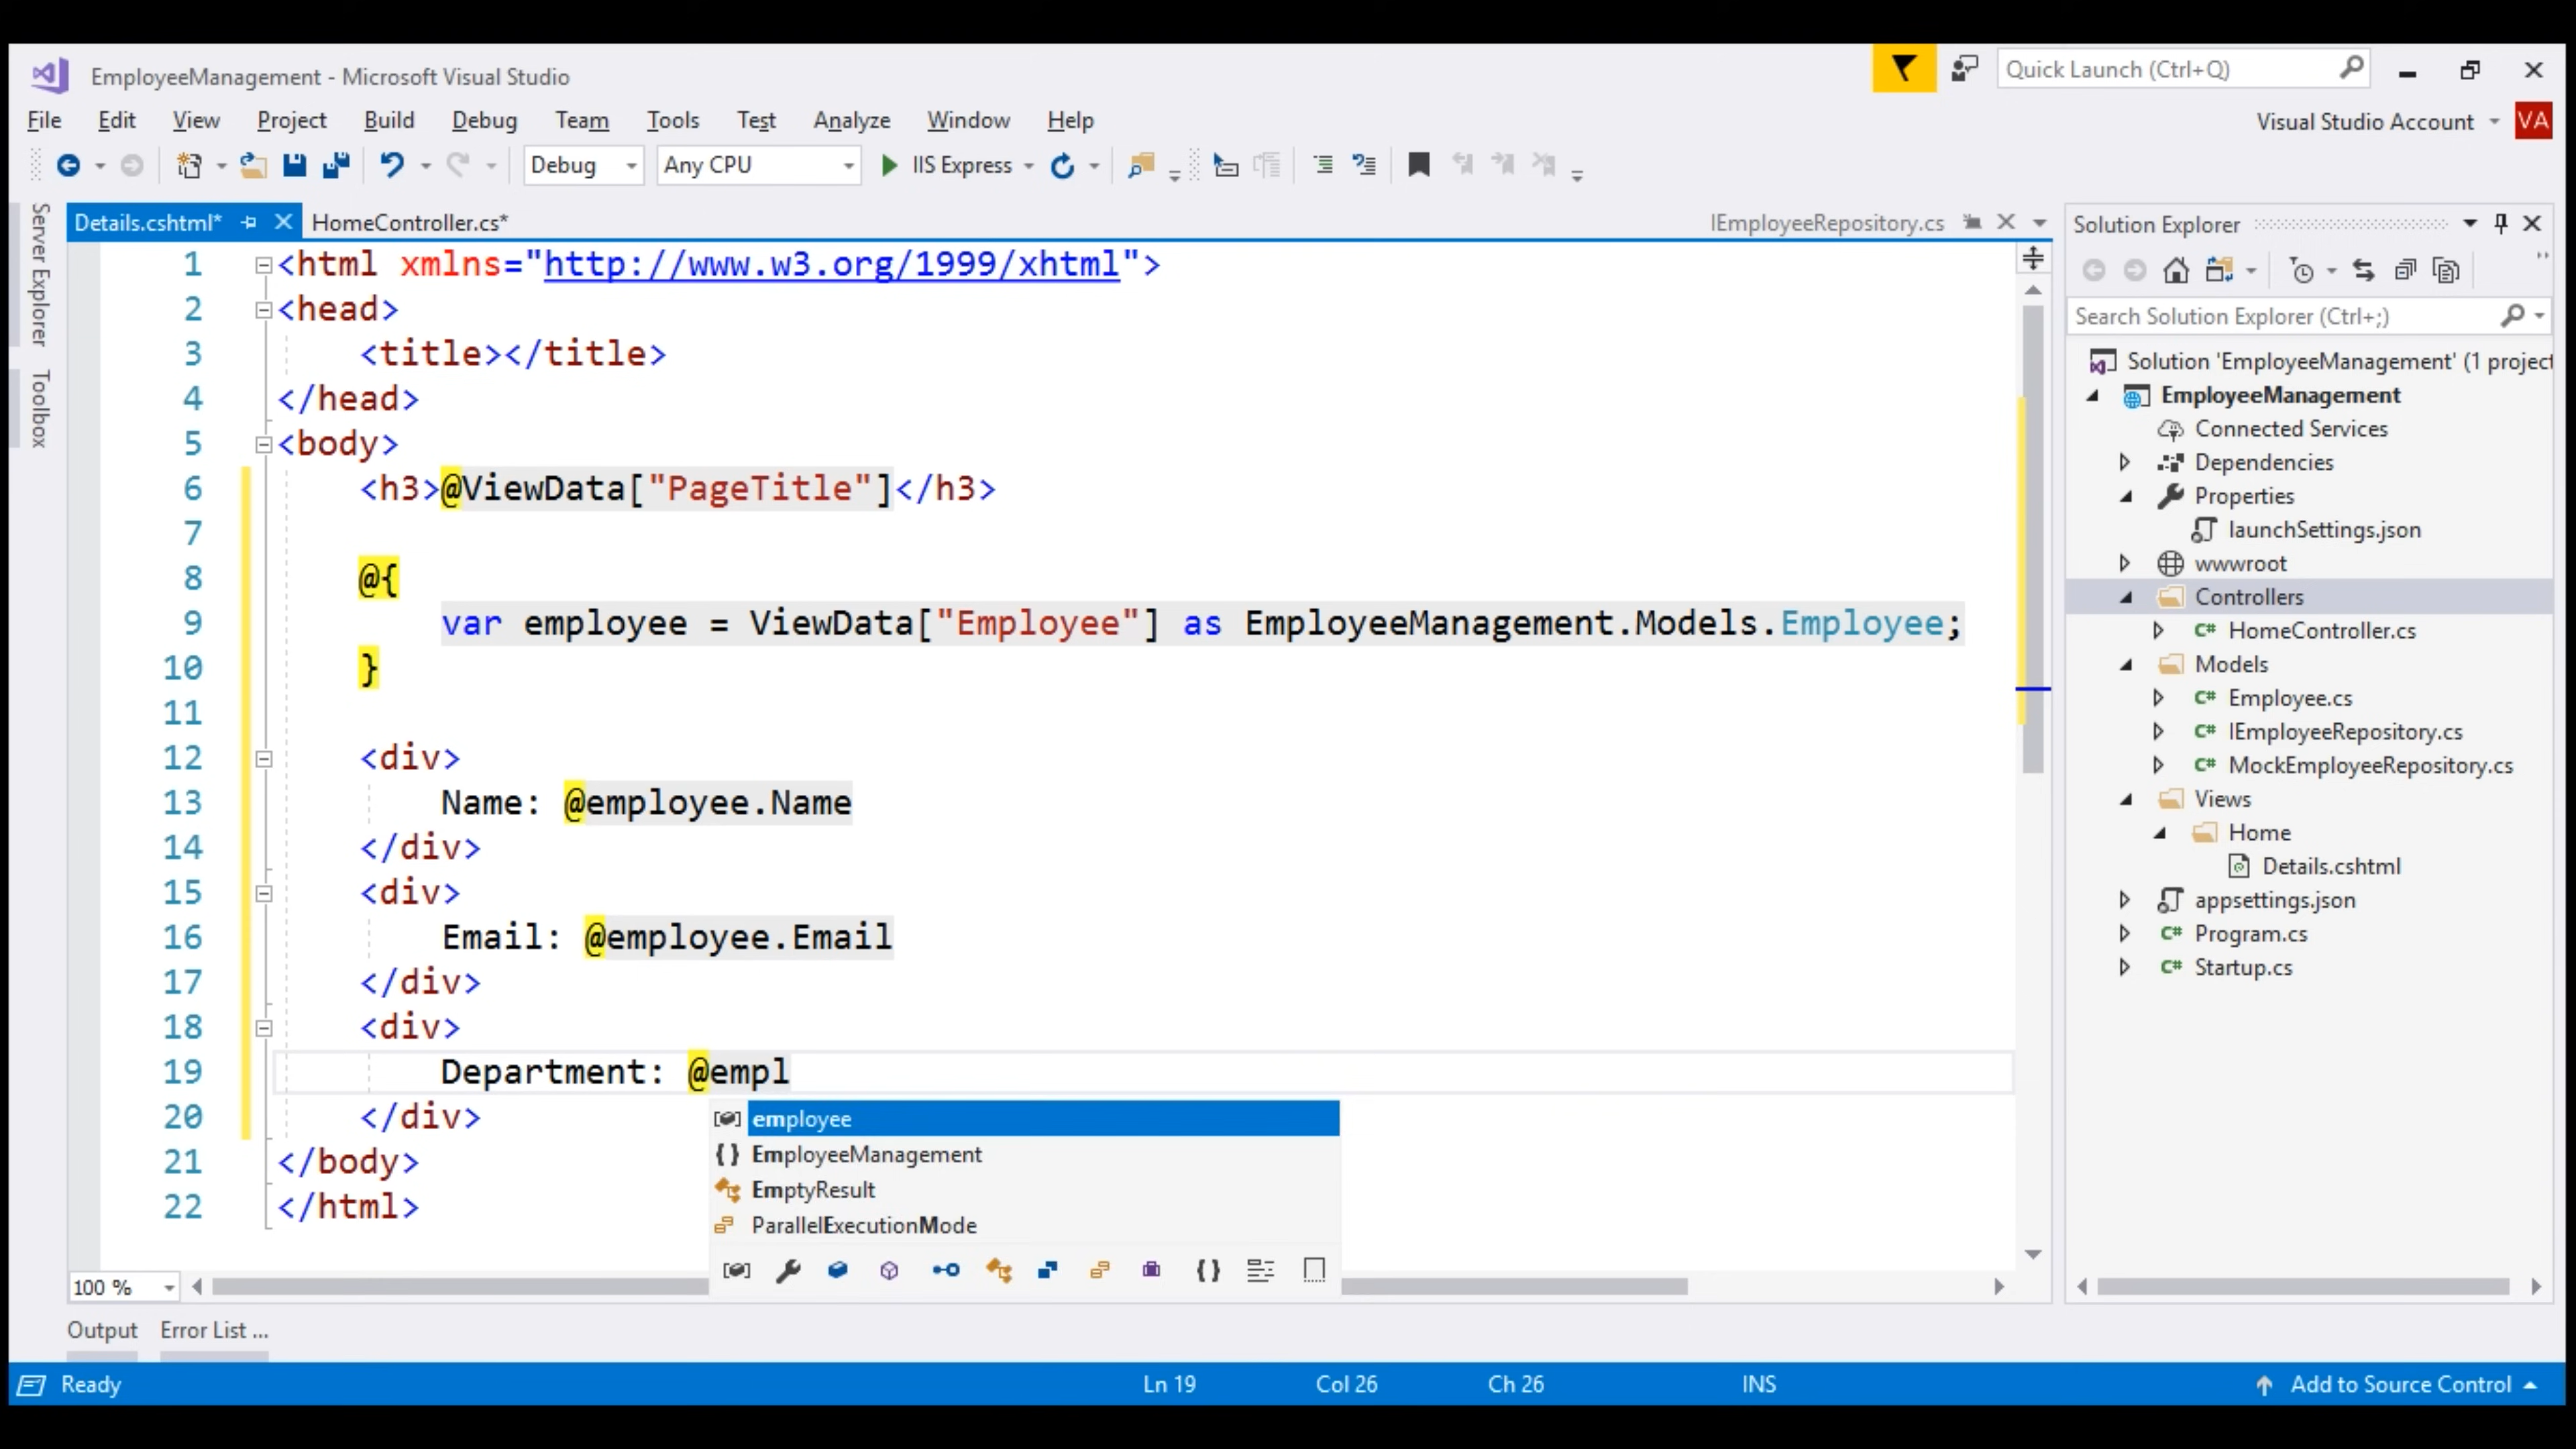 EmployeeManagement - Microsoft Visual Studio
Quick Launch (Ctrl+Q)
File Edit View Project Build Debug Team Tools Test Analyze Window Help
Visual Studio Account VA
Debug Any CPU IIS Express
Server Explorer
Toolbox
Details.cshtml* HomeController.cs* IEmployeeRepository.cs
1 <html xmlns="http://www.w3.org/1999/xhtml">
2 <head>
3 <title></title>
4 </head>
5 <body>
6 <h3>@ViewData["PageTitle"]</h3>
7
8 @{
9 var employee = ViewData["Employee"] as EmployeeManagement.Models.Employee;
10 }
11
12 <div>
13 Name: @employee.Name
14 </div>
15 <div>
16 Email: @employee.Email
17 </div>
18 <div>
19 Department: @empl
20 </div>
21 </body>
22 </html>
employee
EmployeeManagement
EmptyResult
ParallelExecutionMode
100 %
Solution Explorer
Search Solution Explorer (Ctrl+;)
Solution 'EmployeeManagement' (1 project
EmployeeManagement
Connected Services
Dependencies
Properties
launchSettings.json
wwwroot
Controllers
C# HomeController.cs
Models
C# Employee.cs
C# IEmployeeRepository.cs
C# MockEmployeeRepository.cs
Views
Home
Details.cshtml
appsettings.json
C# Program.cs
C# Startup.cs
Output Error List ...
Ready Ln 19 Col 26 Ch 26 INS Add to Source Control